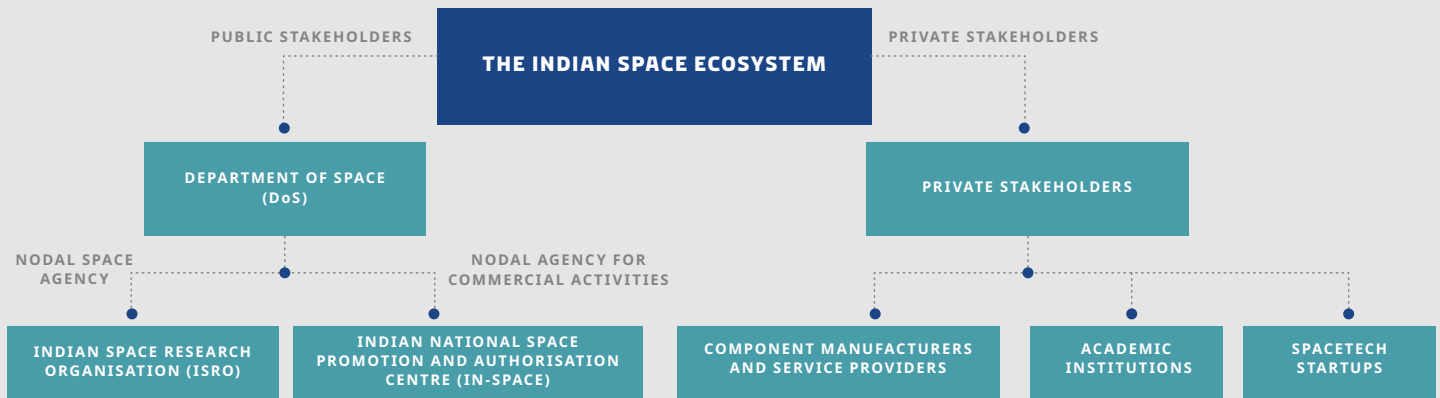 PUBLIC STAKEHOLDERS
THE INDIAN SPACE ECOSYSTEM
PRIVATE STAKEHOLDERS
DEPARTMENT OF SPACE
(DoS)
PRIVATE STAKEHOLDERS
NODAL SPACE
AGENCY
NODAL AGENCY FOR
COMMERCIAL ACTIVITIES
INDIAN SPACE RESEARCH
ORGANISATION (ISRO)
INDIAN NATIONAL SPACE
PROMOTION AND AUTHORISATION
CENTRE (IN-SPACE)
COMPONENT MANUFACTURERS
AND SERVICE PROVIDERS
ACADEMIC
INSTITUTIONS
SPACETECH
STARTUPS